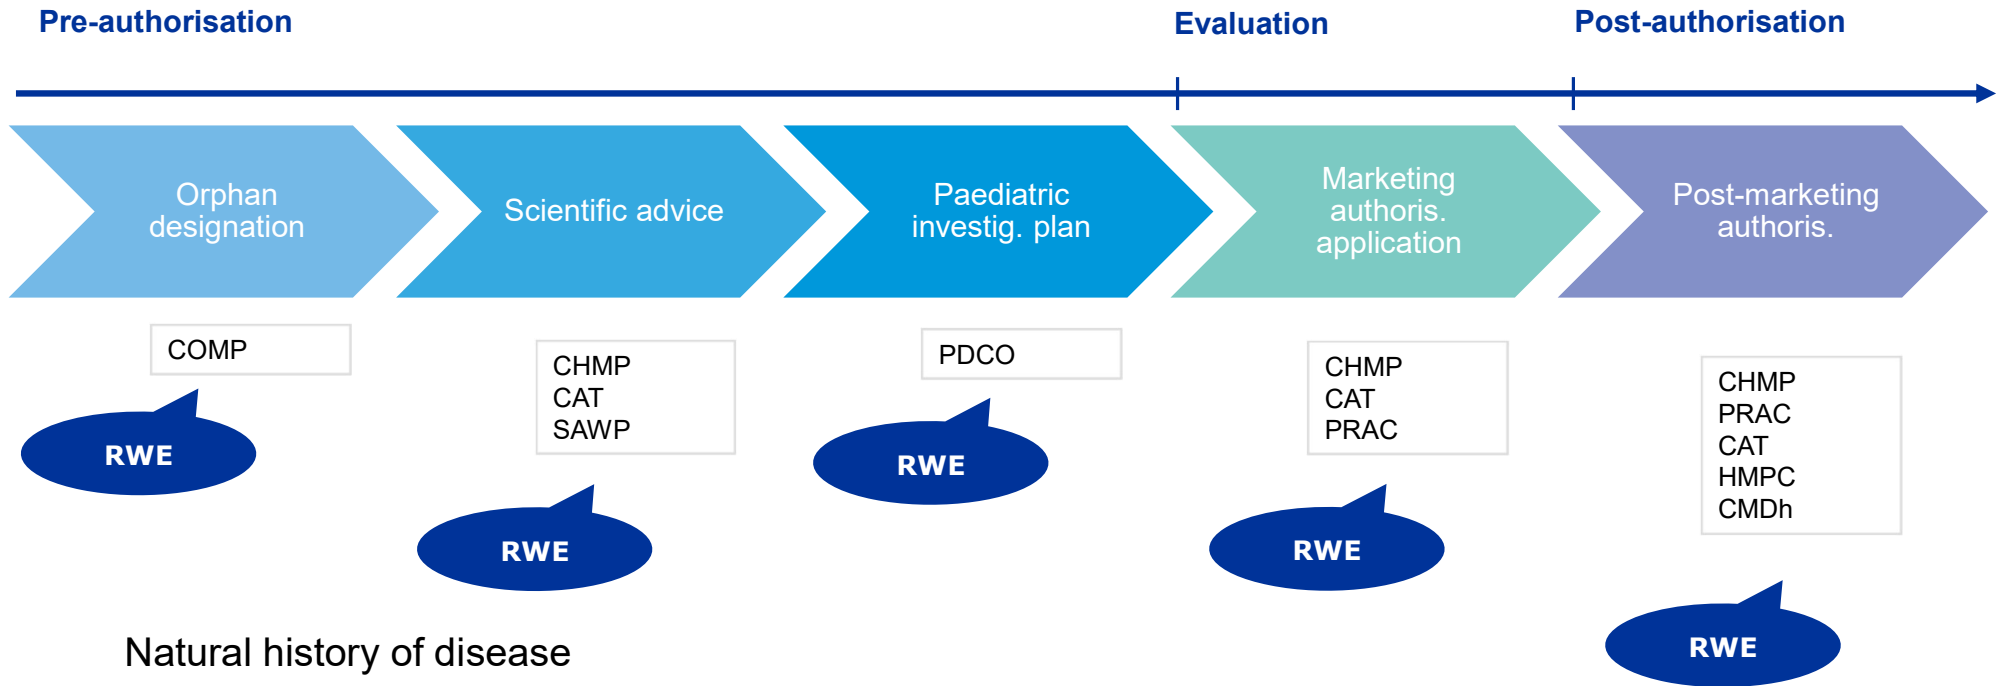 Pre-authorisation
Evaluation
Post-authorisation
Orphan
designation
Scientific advice
Paediatric
investig. plan
Marketing
authoris.
application
Post-marketing
authoris.
COMP
RWE
CHMP
CAT
SAWP
RWE
PDCO
RWE
CHMP
CAT
PRAC
RWE
CHMP
PRAC
CAT
HMPC
CMDh
RWE
Natural history of disease